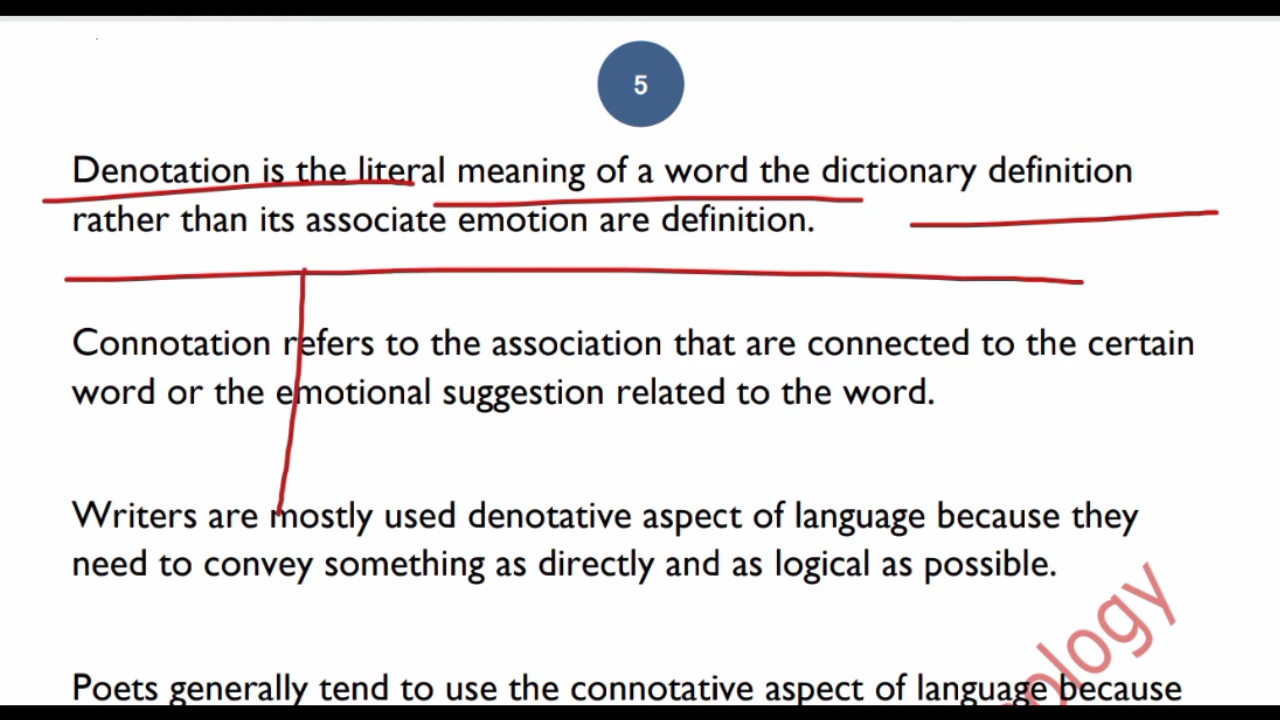 5
Denotation is the literal meaning of a word the dictionary definition
rather than its associate emotion are definition.
Connotation refers to the association that are connected to the certain
word or the emotional suggestion related to the word.
Writers are mostly used denotative aspect of language because they
need to convey something as directly and as logical as possible.
Poets generally tend to use the connotative aspect of language because